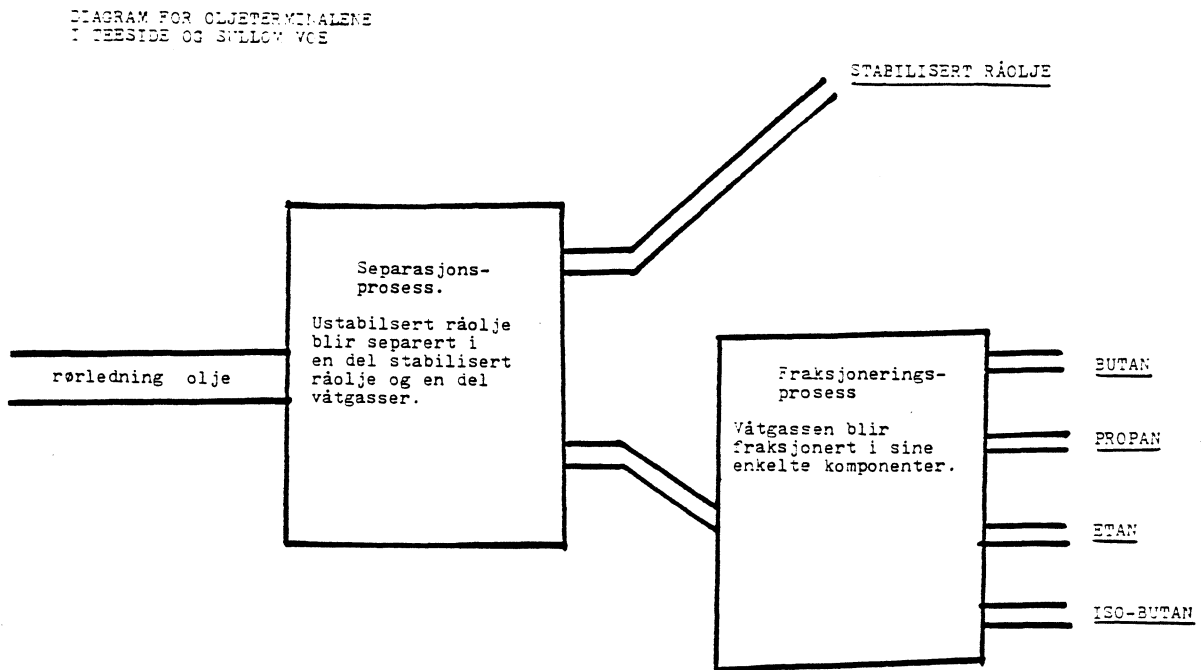 DIAGRAM FOR OLJETERMINALENE
I TEESIDE OG SULLOM VOE
STABILISERT RÅOLJE
Separasjons-
prosess.
Ustabilsert råolje
blir separert i
en del stabilisert
råolje og en del
våtgasser.
rørledning olje
Fraksjonerings-
prosess
Våtgassen blir
fraksjonert i sine
enkelte komponenter.
BUTAN
PROPAN
ETAN
ISO-BUTAN